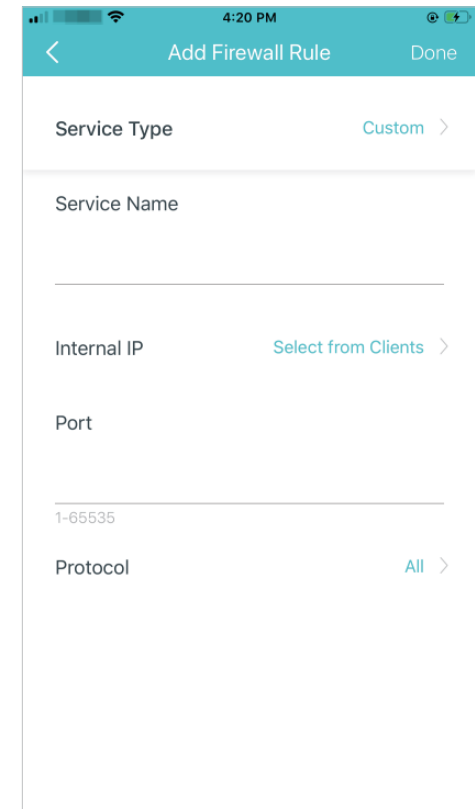 4:20 PM
Add Firewall Rule Done
Service Type Custom
Service Name
Internal IP Select from Clients
Port
1-65535
Protocol All